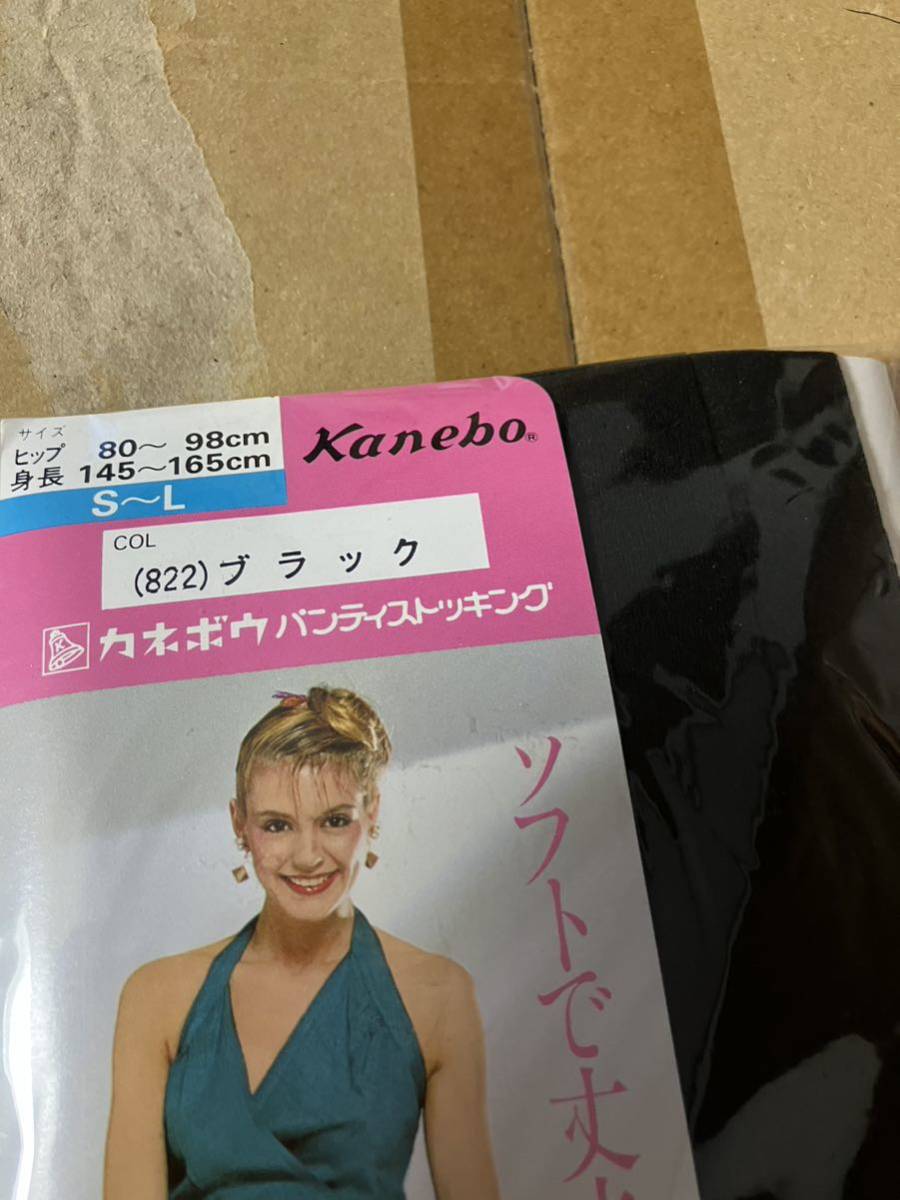 サイズ
ヒップ 80〜 98cm
身長 145〜165cm
S〜L
Kanebo®
COL
(822)ブラック
カネボウパンティストッキング
ソフトで丈